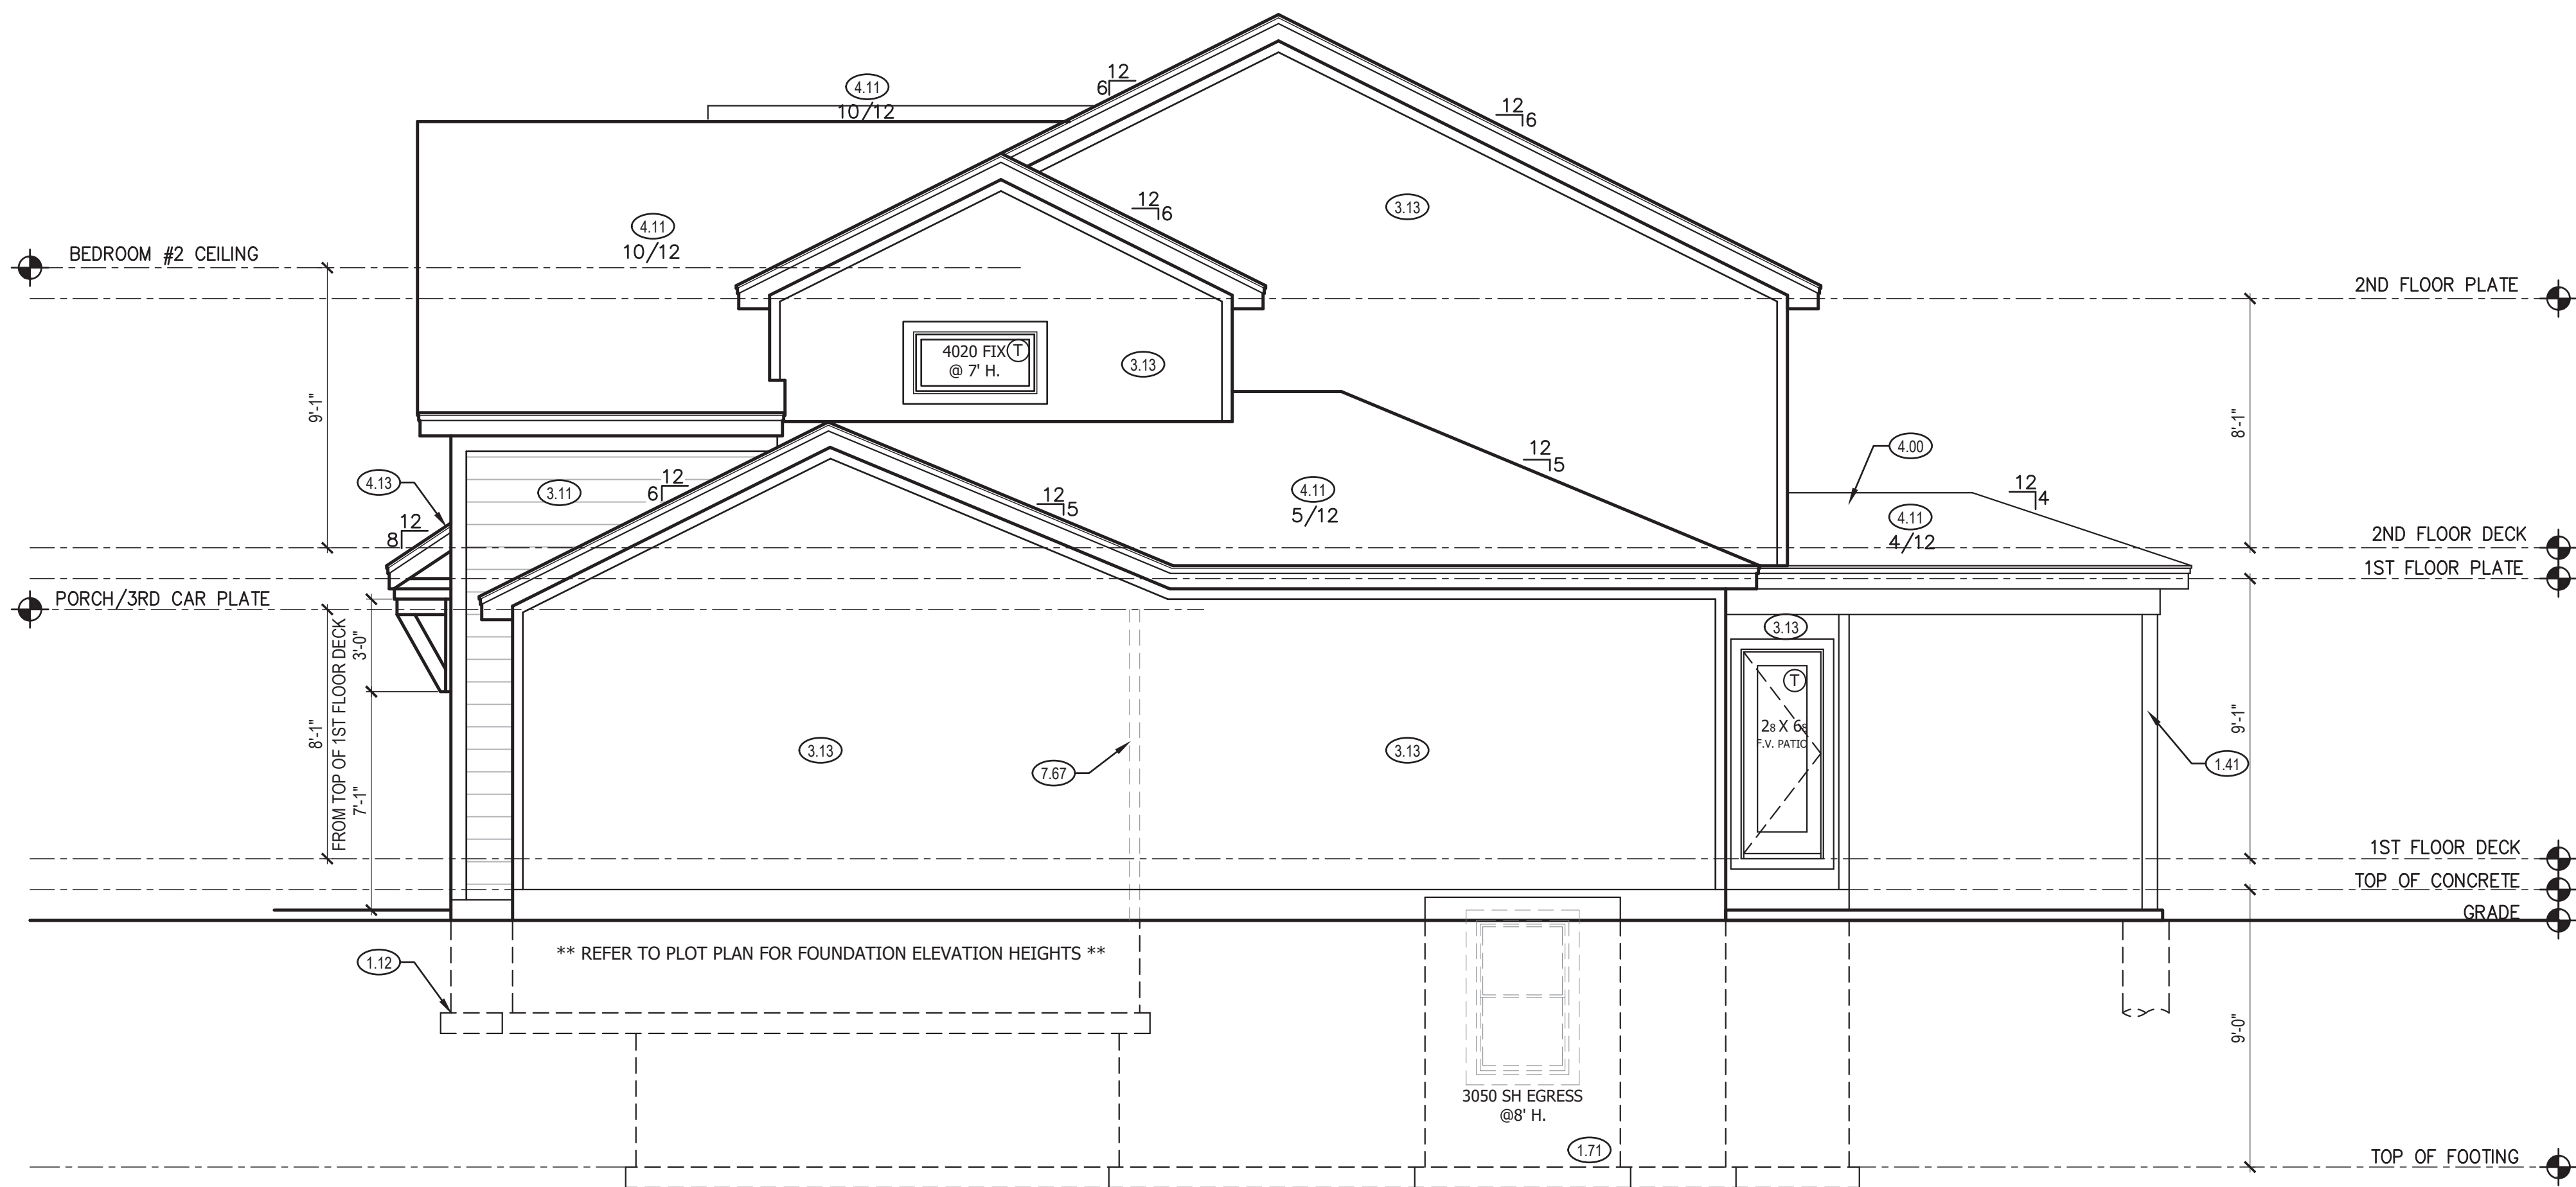 12
6
4.11
10/12
12
6
12
6
3.13
4.11
10/12
BEDROOM #2 CEILING
2ND FLOOR PLATE
4020 FIX T
@ 7' H.
3.13
9'-1"
8'-1"
4.00
12
5
4.13
3.11
12
6
12
5
4.11
5/12
12
4
4.11
4/12
12
8
2ND FLOOR DECK
1ST FLOOR PLATE
PORCH/3RD CAR PLATE
3'-0"
8'-1"
FROM TOP OF 1ST FLOOR DECK
7'-1"
3.13
T
28 X 68
F.V. PATIO
9'-1"
3.13
7.67
3.13
1.41
1ST FLOOR DECK
TOP OF CONCRETE
GRADE
1.12
** REFER TO PLOT PLAN FOR FOUNDATION ELEVATION HEIGHTS **
9'-0"
3050 SH EGRESS
@8' H.
1.71
TOP OF FOOTING